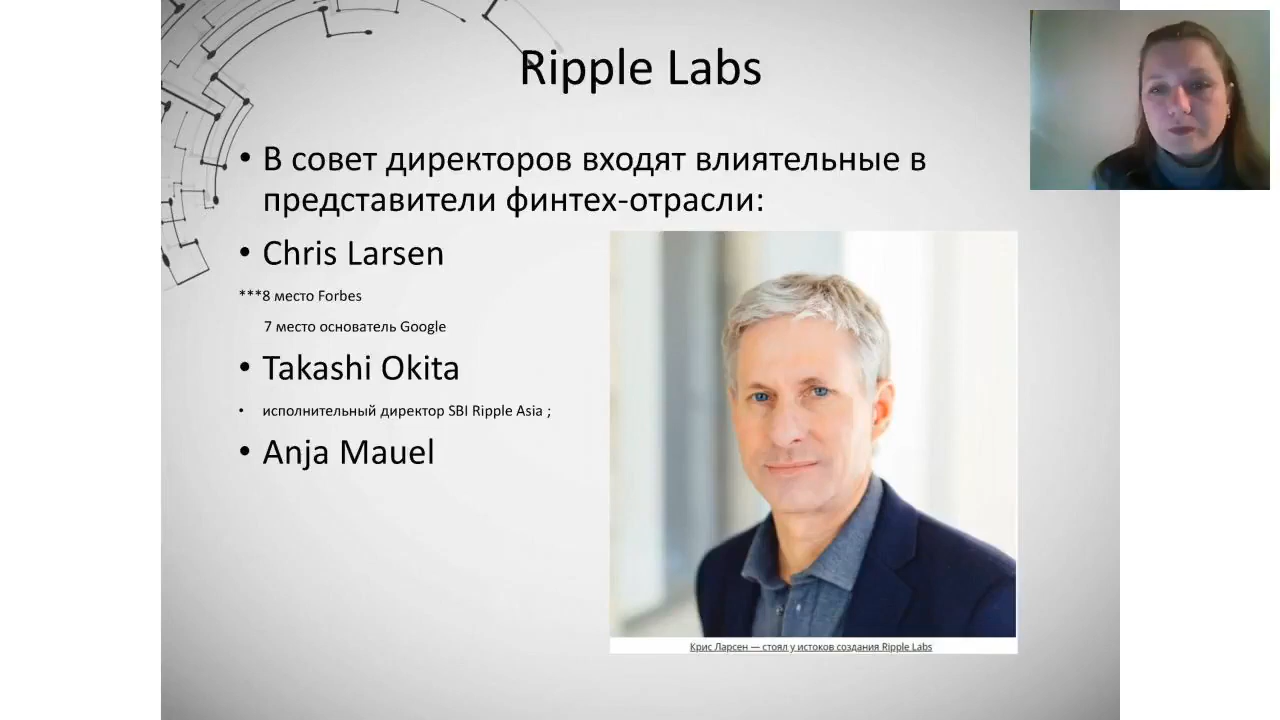 Ripple Labs
• В совет директоров входят влиятельные в
представители финтех-отрасли:
• Chris Larsen
***8 место Forbes
7 место основатель Google
• Takashi Okita
• исполнительный директор SBI Ripple Asia ;
• Anja Mauel
Крис Ларсен — стоял у истоков создания Ripple Labs